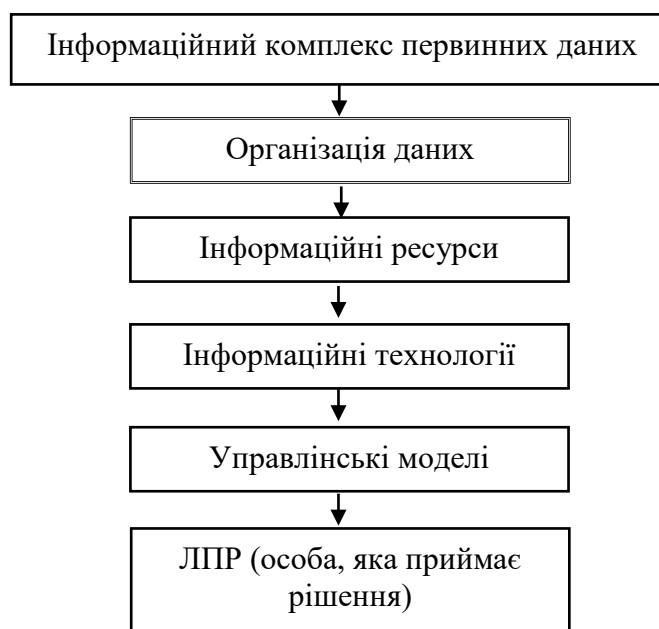 Інформаційний комплекс первинних даних
Організація даних
Інформаційні ресурси
Інформаційні технології
Управлінські моделі
ЛПР (особа, яка приймає
рішення)